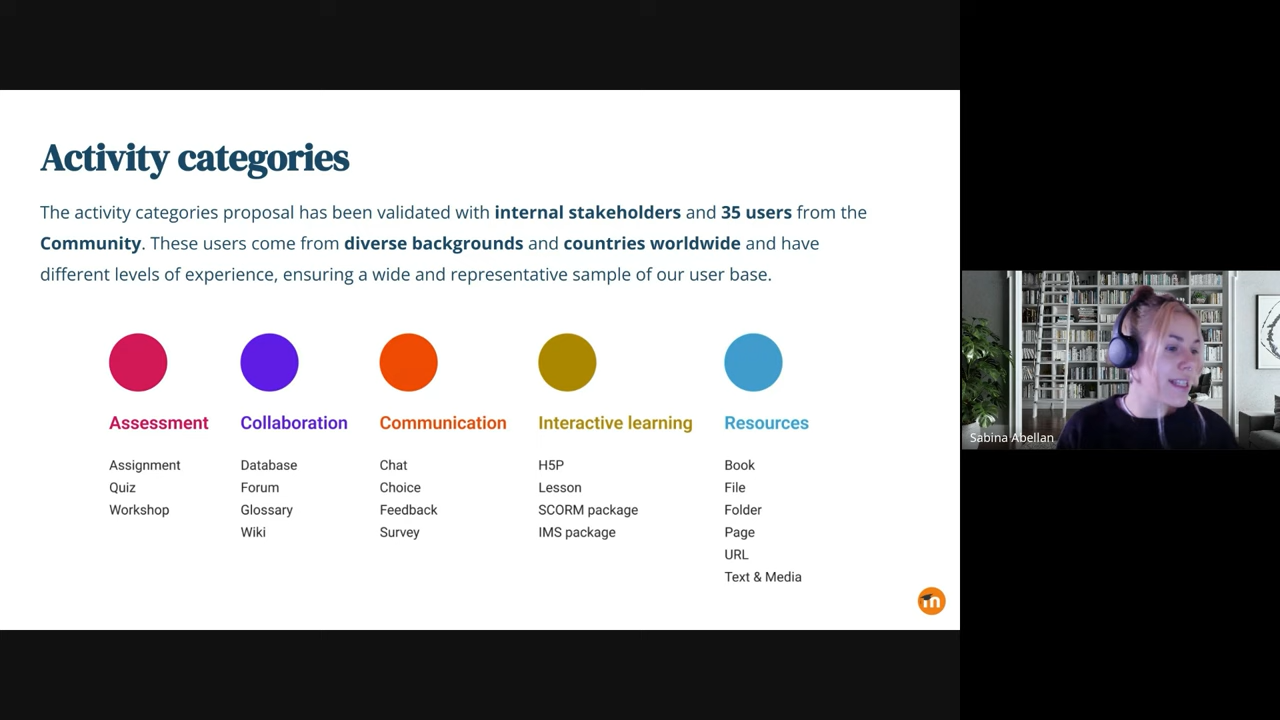 Activity categories
The activity categories proposal has been validated with internal stakeholders and 35 users from the
Community. These users come from diverse backgrounds and countries worldwide and have
different levels of experience, ensuring a wide and representative sample of our user base.
Assessment
Assignment
Quiz
Workshop
Collaboration
Database
Forum
Glossary
Wiki
Communication
Chat
Choice
Feedback
Survey
Interactive learning
H5P
Lesson
SCORM package
IMS package
Resources
Book
File
Folder
Page
URL
Text & Media
m
Sabina Abellan